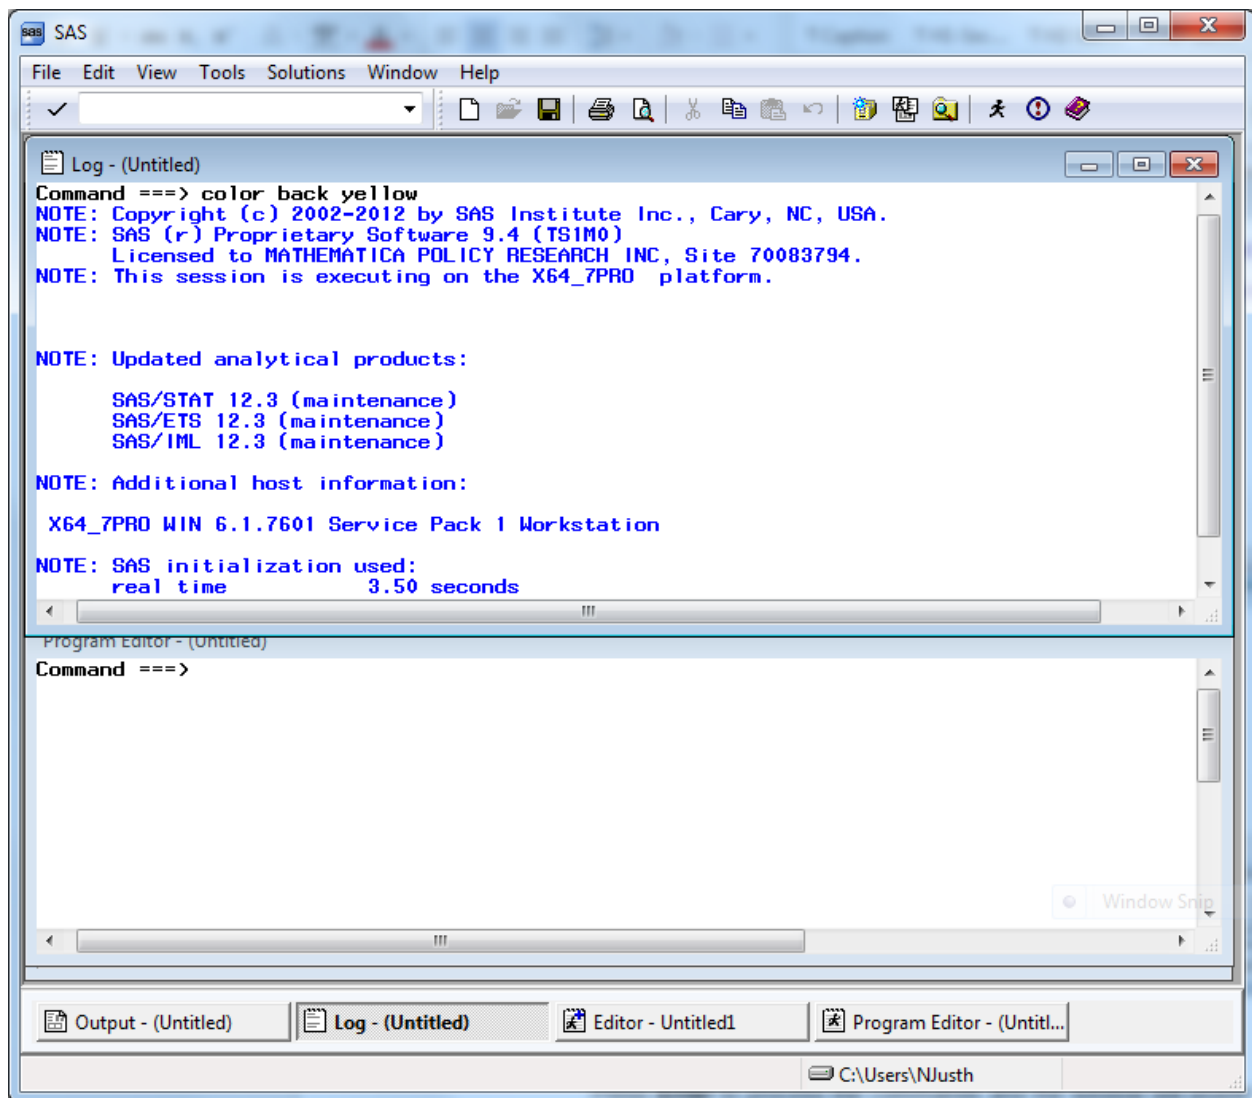 sas SAS
File Edit View Tools Solutions Window Help
Log - (Untitled)
Command ===> color back yellow
NOTE: Copyright (c) 2002-2012 by SAS Institute Inc., Cary, NC, USA.
NOTE: SAS (r) Proprietary Software 9.4 (TS1M0)
Licensed to MATHEMATICA POLICY RESEARCH INC, Site 70083794.
NOTE: This session is executing on the X64_7PRO  platform.
NOTE: Updated analytical products:
SAS/STAT 12.3 (maintenance)
SAS/ETS 12.3 (maintenance)
SAS/IML 12.3 (maintenance)
NOTE: Additional host information:
X64_7PRO WIN 6.1.7601 Service Pack 1 Workstation
NOTE: SAS initialization used:
real time 3.50 seconds
Program Editor - (Untitled)
Command ===>
Window Snip
Output - (Untitled) Log - (Untitled) Editor - Untitled1 Program Editor - (Untitl...
C:\Users\NJusth